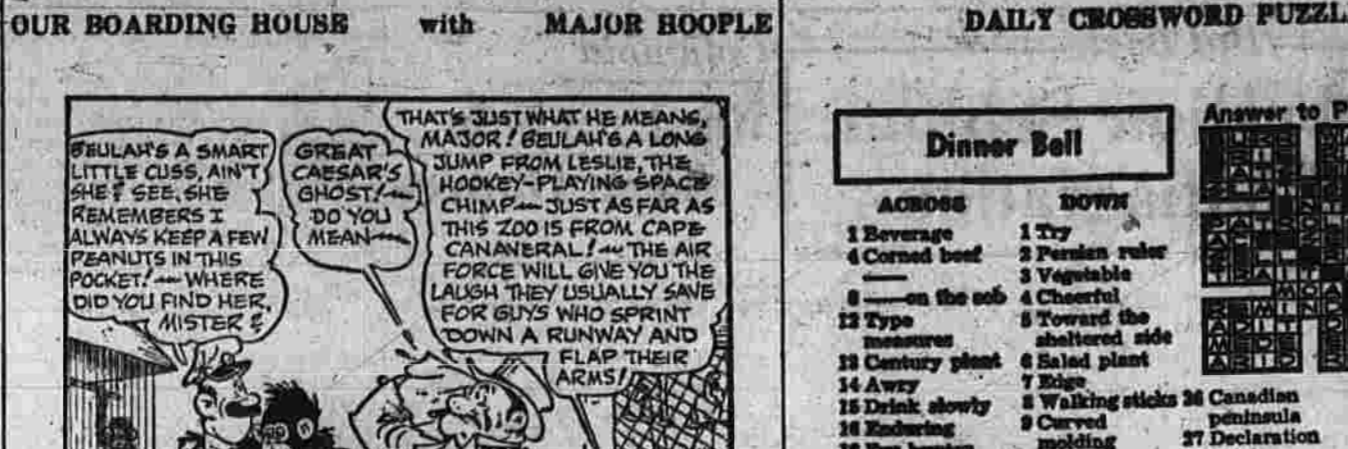 OUR BOARDING HOUSE with MAJOR HOOPLE
BEULAH'S A SMART
LITTLE CUSS, AIN'T
SHE? SEE, SHE
REMEMBERS I
ALWAYS KEEP A FEW
PEANUTS IN THIS
POCKET!~ WHERE
DID YOU FIND HER,
MISTER?
GREAT
CAESAR'S
GHOST!~
DO YOU
MEAN~
THAT'S JUST WHAT HE MEANS,
MAJOR! BEULAH'S A LONG
JUMP FROM LESLIE, THE
HOOKEY-PLAYING SPACE
CHIMP~ JUST AS FAR AS
THIS ZOO IS FROM CAPE
CANAVERAL!~ THE AIR
FORCE WILL GIVE YOU THE
LAUGH THEY USUALLY SAVE
FOR GUYS WHO SPRINT
DOWN A RUNWAY AND
FLAP THEIR
ARMS!
DAILY CROSSWORD PUZZL
Dinner Bell
Answer to P
ACROSS
1 Beverage
4 Corned beef
——
8 ——on the cob
12 Type
measures
13 Century plant
14 Awry
15 Drink slowly
16 Enduring
DOWN
1 Try
2 Persian ruler
3 Vegetable
4 Cheerful
5 Toward the
sheltered side
6 Salad plant
7 Edge
8 Walking sticks
9 Curved
molding
26 Canadian
peninsula
27 Declaration